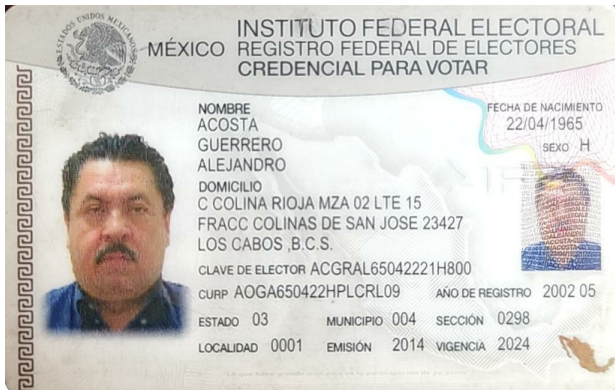 ESTADOS UNIDOS MEXICANOS
MÉXICO
INSTITUTO FEDERAL ELECTORAL
REGISTRO FEDERAL DE ELECTORES
CREDENCIAL PARA VOTAR
NOMBRE
ACOSTA
GUERRERO
ALEJANDRO
FECHA DE NACIMIENTO
22/04/1965
SEXO H
DOMICILIO
C COLINA RIOJA MZA 02 LTE 15
FRACC COLINAS DE SAN JOSE 23427
LOS CABOS ,B.C.S.
CLAVE DE ELECTOR ACGRAL65042221H800
CURP AOGA650422HPLCRL09 AÑO DE REGISTRO 2002 05
ESTADO 03 MUNICIPIO 004 SECCIÓN 0298
LOCALIDAD 0001 EMISIÓN 2014 VIGENCIA 2024